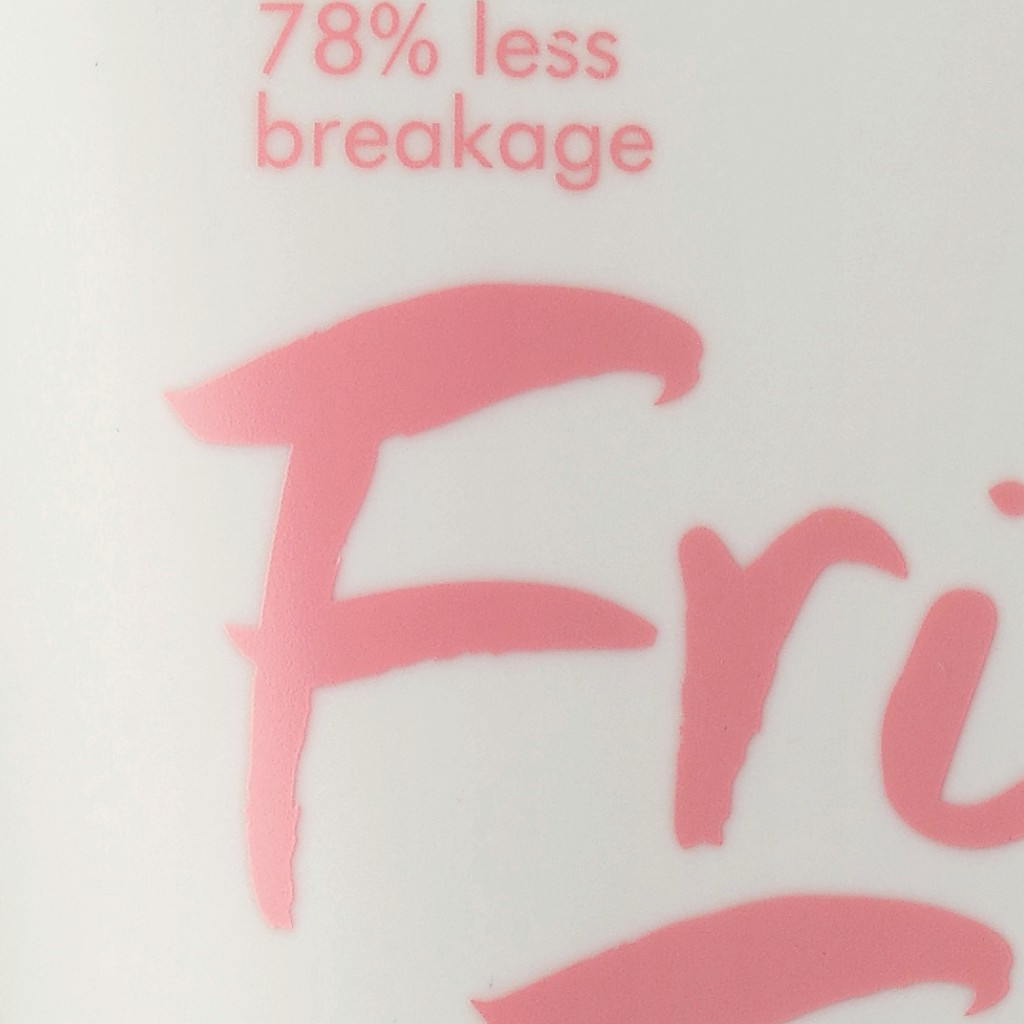 78% less
breakage
Fri
F